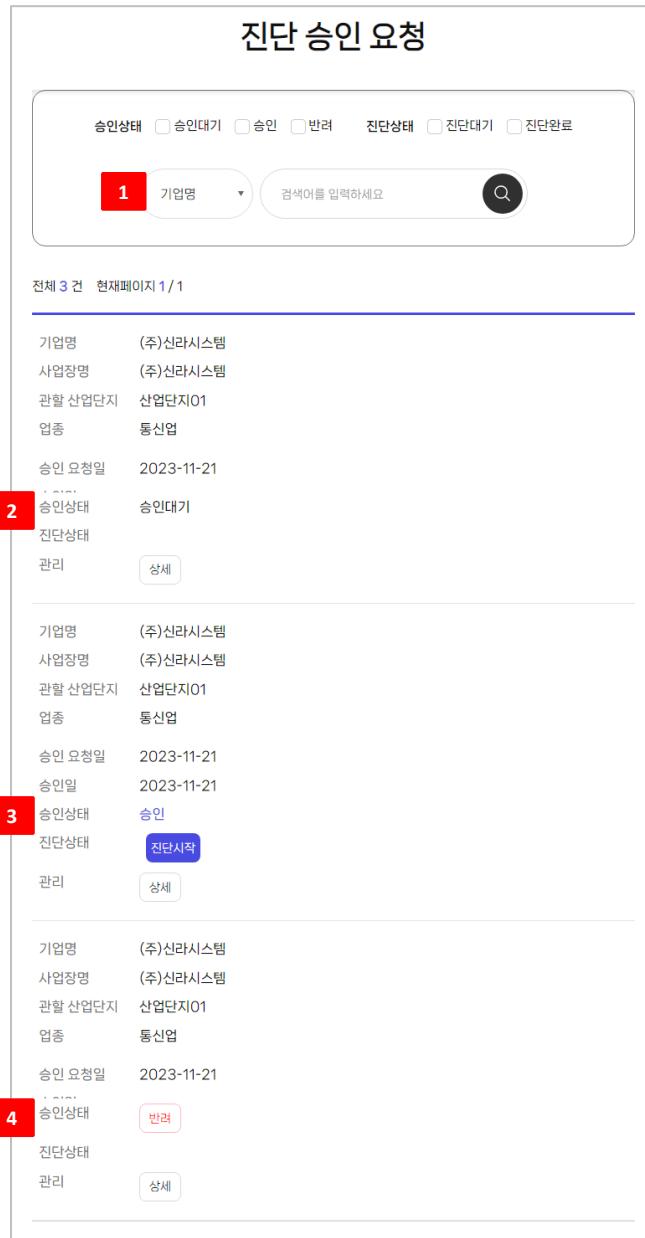 진단 승인 요청
승인상태 승인대기 승인 반려 진단상태 진단대기 진단완료
1 기업명 검색어를 입력하세요
전체 3 건 현재페이지 1 / 1
기업명 (주)신라시스템
사업장명 (주)신라시스템
관할 산업단지 산업단지01
업종 통신업
승인 요청일 2023-11-21
2 승인상태 승인대기
진단상태
관리 상세
기업명 (주)신라시스템
사업장명 (주)신라시스템
관할 산업단지 산업단지01
업종 통신업
승인 요청일 2023-11-21
승인일 2023-11-21
3 승인상태 승인
진단상태 진단시작
관리 상세
기업명 (주)신라시스템
사업장명 (주)신라시스템
관할 산업단지 산업단지01
업종 통신업
승인 요청일 2023-11-21
4 승인상태 반려
진단상태
관리 상세